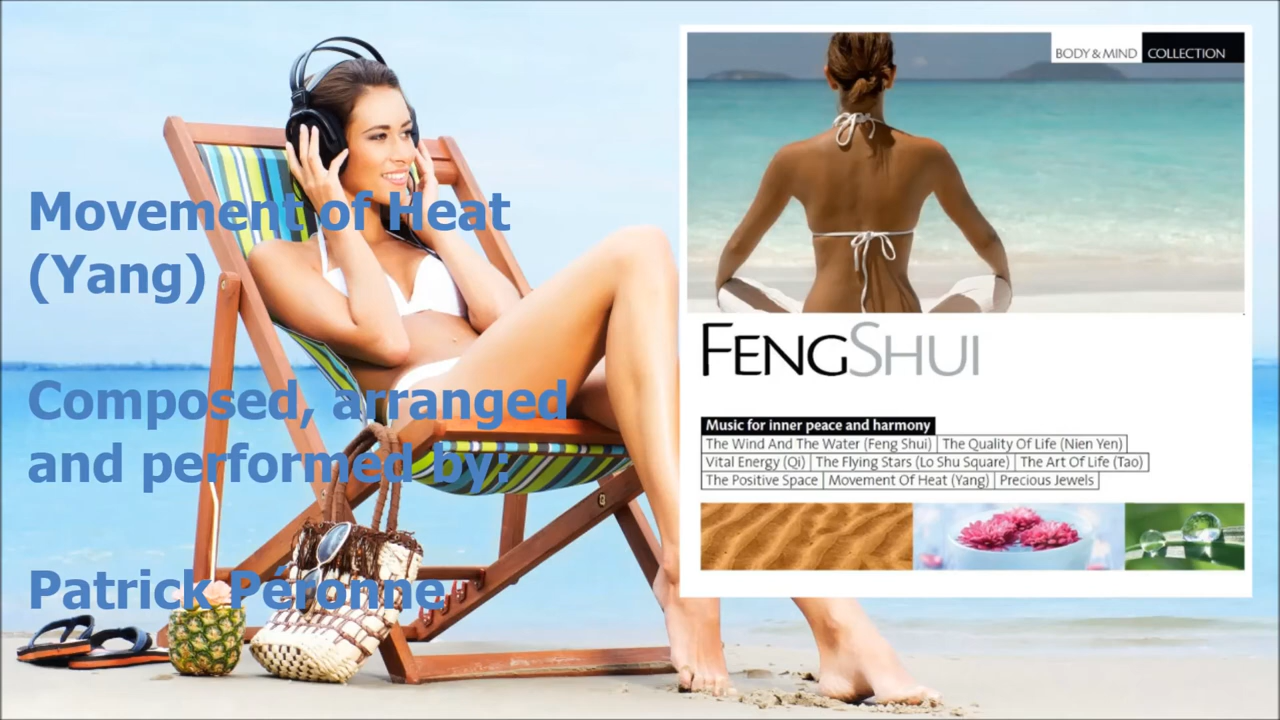 Movement of Heat
(Yang)
Composed, arranged
and performed by:
Patrick Péronne
BODY & MIND COLLECTION
FENGSHUI
Music for inner peace and harmony
The Wind And The Water (Feng Shui) | The Quality Of Life (Nien Yen)
Vital Energy (Qi) | The Flying Stars (Lo Shu Square) | The Art Of Life (Tao)
The Positive Space | Movement Of Heat (Yang) | Precious Jewels